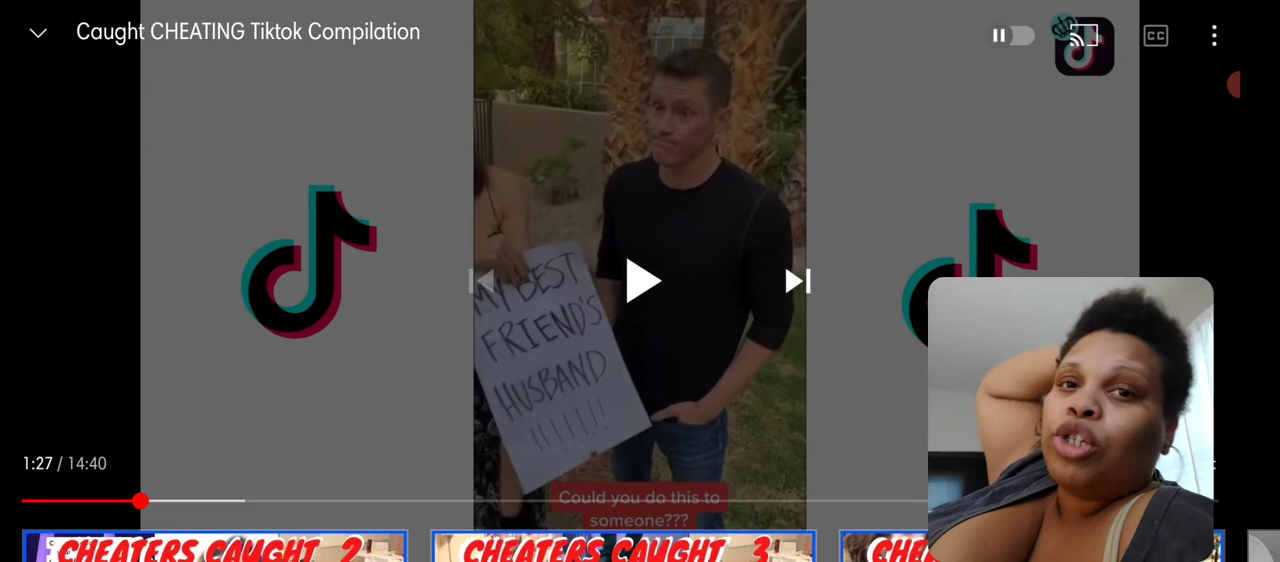 Caught CHEATING Tiktok Compilation
CC
MY BEST
FRIEND'S
HUSBAND
!!!!!!
1:27 / 14:40
Could you do this to
someone???
CHEATERS CAUGHT 2
CHEATERS CAUGHT 3